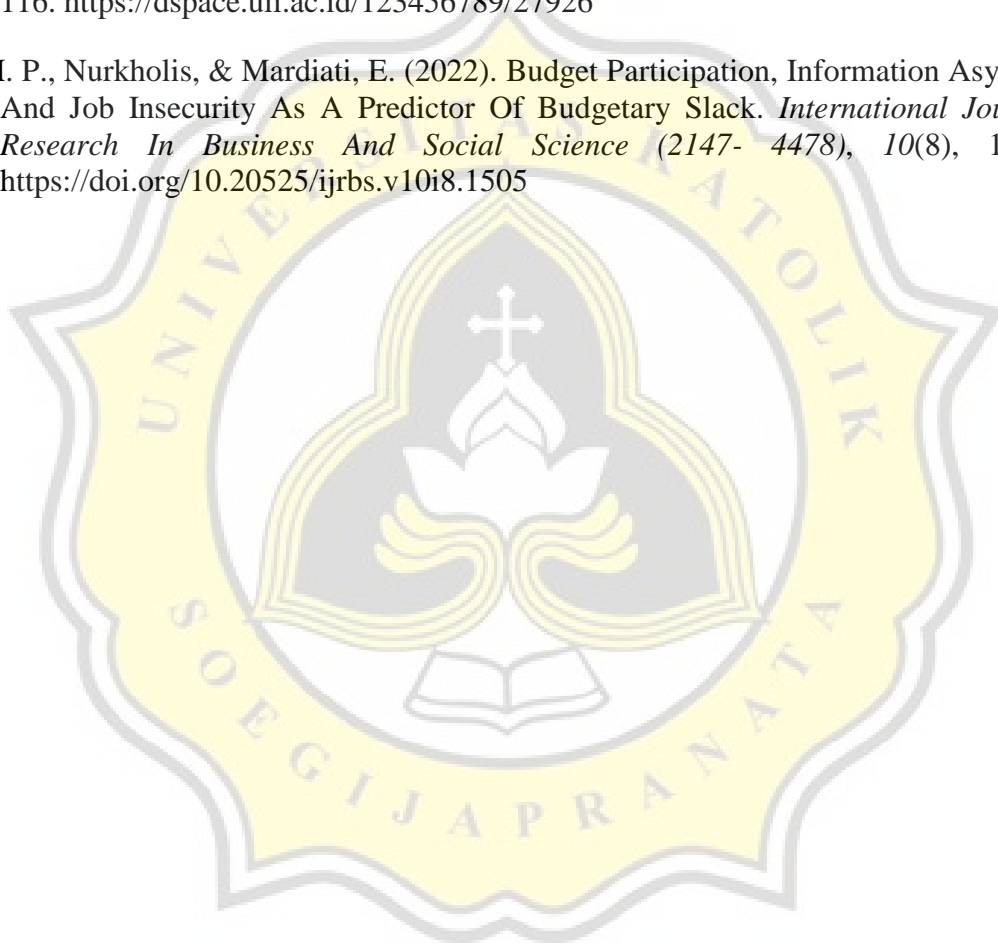 116. https://dspace.uii.ac.id/123456789/27926
I. P., Nurkholis, & Mardiati, E. (2022). Budget Participation, Information Asy
And Job Insecurity As A Predictor Of Budgetary Slack. International Jou
Research In Business And Social Science (2147- 4478), 10(8), 1
https://doi.org/10.20525/ijrbs.v10i8.1505
UNIVERSITAS KATOLIK
SOEGIJAPRANATA